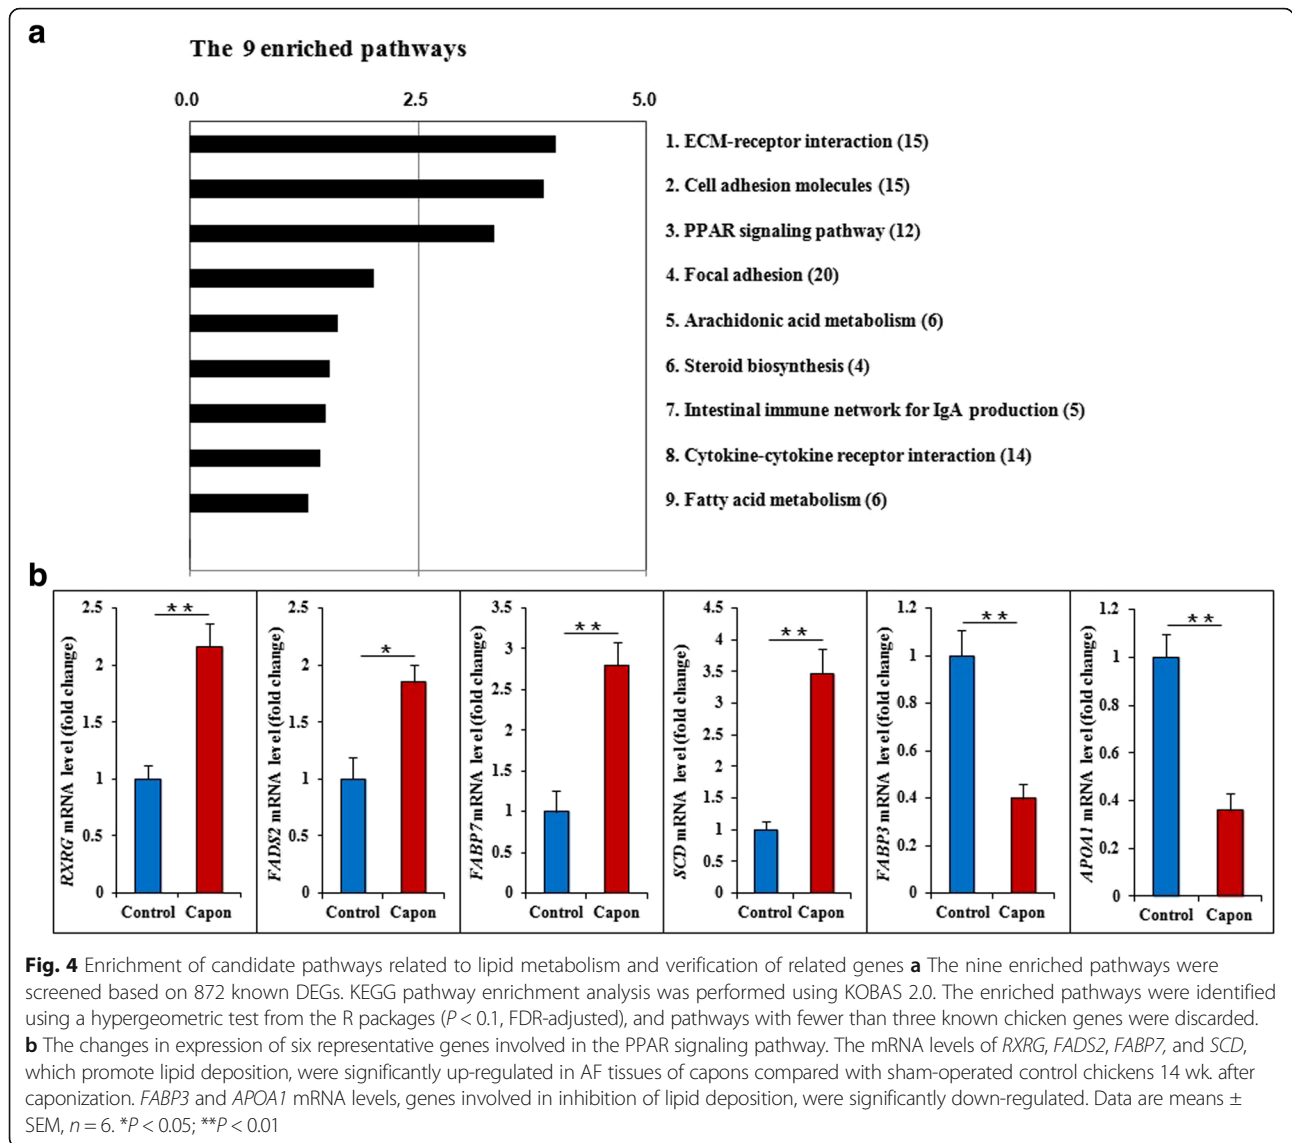 a
The 9 enriched pathways
0.0 2.5 5.0
1. ECM-receptor interaction (15)
2. Cell adhesion molecules (15)
3. PPAR signaling pathway (12)
4. Focal adhesion (20)
5. Arachidonic acid metabolism (6)
6. Steroid biosynthesis (4)
7. Intestinal immune network for IgA production (5)
8. Cytokine-cytokine receptor interaction (14)
9. Fatty acid metabolism (6)
b
RXRG mRNA level (fold change)
2.5
2
1.5
1
0.5
0
**
Control Capon
FADS2 mRNA level (fold change)
2.5
2
1.5
1
0.5
0
*
Control Capon
FABP7 mRNA level (fold change)
3.5
3
2.5
2
1.5
1
0.5
0
**
Control Capon
SCD mRNA level (fold change)
4.5
4
3.5
3
2.5
2
1.5
1
0.5
0
**
Control Capon
FABP3 mRNA level (fold change)
1.2
1
0.8
0.6
0.4
0.2
0
**
Control Capon
APOA1 mRNA level (fold change)
1.2
1
0.8
0.6
0.4
0.2
0
**
Control Capon
Fig. 4 Enrichment of candidate pathways related to lipid metabolism and verification of related genes a The nine enriched pathways were
screened based on 872 known DEGs. KEGG pathway enrichment analysis was performed using KOBAS 2.0. The enriched pathways were identified
using a hypergeometric test from the R packages (P < 0.1, FDR-adjusted), and pathways with fewer than three known chicken genes were discarded.
b The changes in expression of six representative genes involved in the PPAR signaling pathway. The mRNA levels of RXRG, FADS2, FABP7, and SCD,
which promote lipid deposition, were significantly up-regulated in AF tissues of capons compared with sham-operated control chickens 14 wk. after
caponization. FABP3 and APOA1 mRNA levels, genes involved in inhibition of lipid deposition, were significantly down-regulated. Data are means ±
SEM, n = 6. *P < 0.05; **P < 0.01